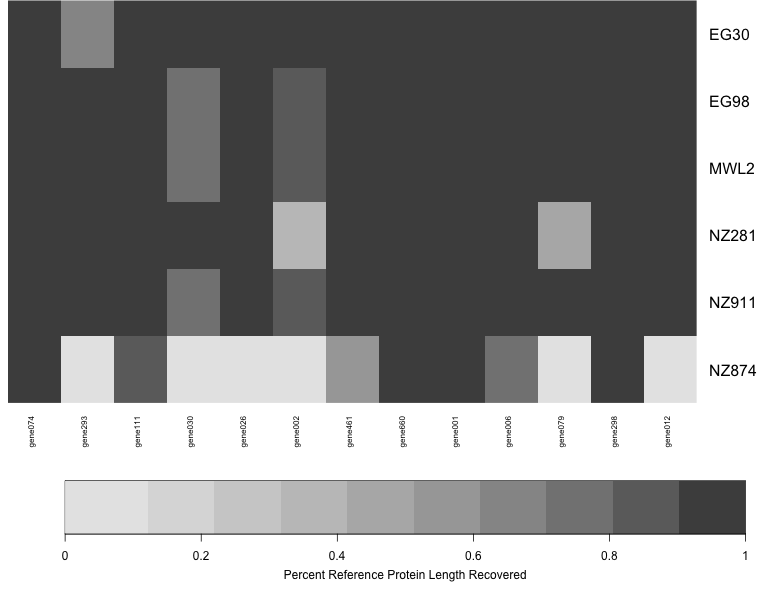 EG30
EG98
MWL2
NZ281
NZ911
NZ874
gene074 gene293 gene111 gene030 gene026 gene002 gene461 gene660 gene001 gene006 gene079 gene298 gene012
0 0.2 0.4 0.6 0.8 1
Percent Reference Protein Length Recovered